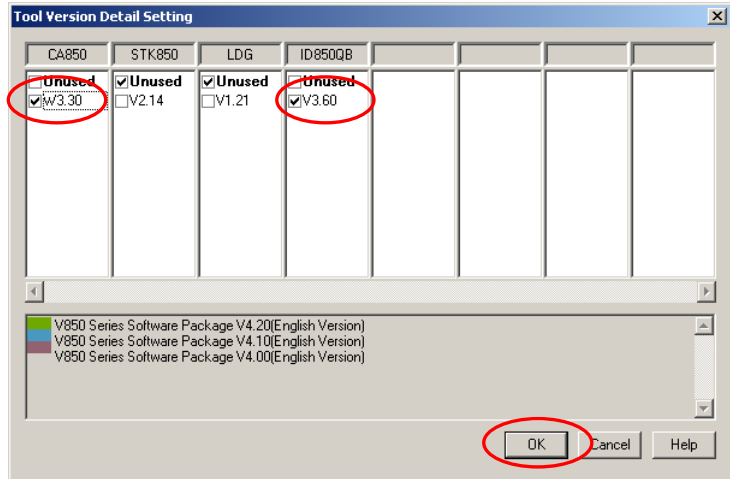 Tool Version Detail Setting
CA850 STK850 LDG ID850QB
Unused Unused Unused Unused
W3.30 V2.14 V1.21 V3.60
V850 Series Software Package V4.20(English Version)
V850 Series Software Package V4.10(English Version)
V850 Series Software Package V4.00(English Version)
OK Cancel Help